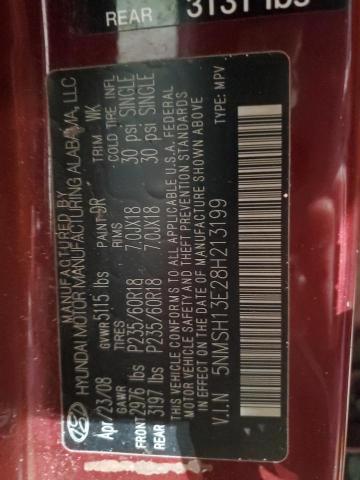 REAR 3131 lbs
MANUFACTURED BY
HYUNDAI MOTOR MANUFACTURING ALABAMA, LLC
Apr/23/08 GVWR 5115 lbs PAINT DR TRIM WK
GAWR TIRES RIMS COLD TIRE INFL
FRONT 2976 lbs P235/60R18 7.0JX18 30 psi SINGLE
REAR 3197 lbs P235/60R18 7.0JX18 30 psi SINGLE
THIS VEHICLE CONFORMS TO ALL APPLICABLE U.S.A. FEDERAL
MOTOR VEHICLE SAFETY AND THEFT PREVENTION STANDARDS
IN EFFECT ON THE DATE OF MANUFACTURE SHOWN ABOVE
V.I.N 5NMSH13E28H213199 TYPE: MPV